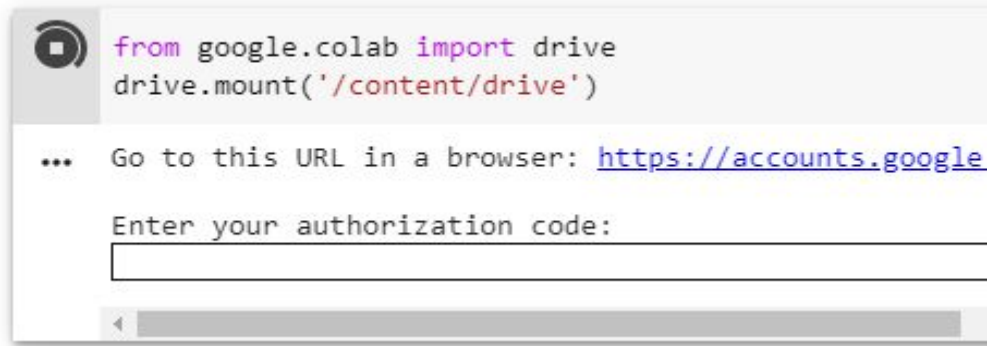 from google.colab import drive
drive.mount('/content/drive')
Go to this URL in a browser: https://accounts.google
Enter your authorization code: